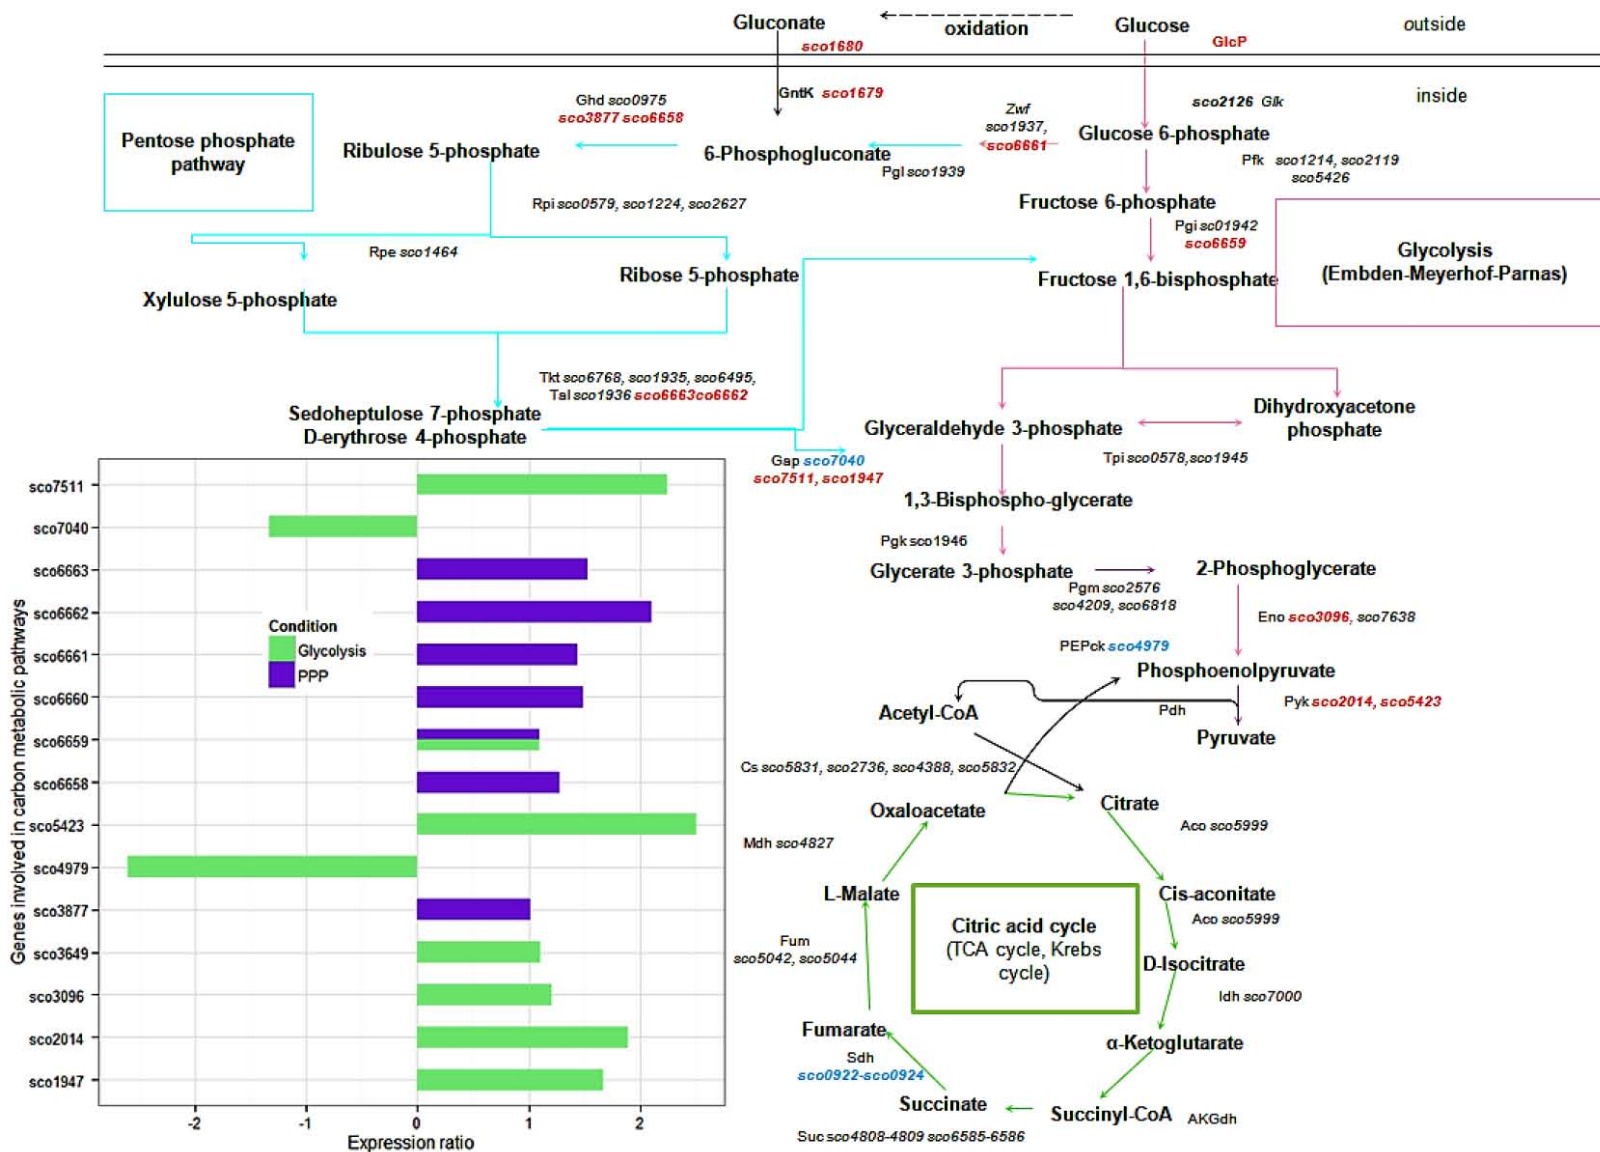 Gluconate
oxidation
Glucose
outside
sco1680
GlcP
inside
GntK sco1679
Pentose phosphate
pathway
Ghd sco0975
sco3877 sco6658
Ribulose 5-phosphate
6-Phosphogluconate
Zwf
sco1937,
sco6661
Pgl sco1939
sco2126 Glk
Glucose 6-phosphate
Pfk sco1214, sco2119
sco5426
Rpi sco0579, sco1224, sco2627
Fructose 6-phosphate
Pgi sc01942
sco6659
Glycolysis
(Embden-Meyerhof-Parnas)
Rpe sco1464
Ribose 5-phosphate
Fructose 1,6-bisphosphate
Xylulose 5-phosphate
Tkt sco6768, sco1935, sco6495,
Tal sco1936 sco6663co6662
Sedoheptulose 7-phosphate
D-erythrose 4-phosphate
Glyceraldehyde 3-phosphate
Dihydroxyacetone
phosphate
Tpi sco0578,sco1945
Gap sco7040
sco7511, sco1947
1,3-Bisphospho-glycerate
Pgk sco1946
Glycerate 3-phosphate
2-Phosphoglycerate
Pgm sco2576
sco4209, sco6818
Eno sco3096, sco7638
PEPck sco4979
Phosphoenolpyruvate
Pyk sco2014, sco5423
Pdh
Acetyl-CoA
Pyruvate
Cs sco5831, sco2736, sco4388, sco5832
Oxaloacetate
Citrate
Aco sco5999
Mdh sco4827
L-Malate
Cis-aconitate
Aco sco5999
Citric acid cycle
(TCA cycle, Krebs
cycle)
Fum
sco5042, sco5044
D-Isocitrate
Idh sco7000
Fumarate
α-Ketoglutarate
Sdh
sco0922-sco0924
Succinate
Succinyl-CoA
AKGdh
Suc sco4808-4809 sco6585-6586
Genes involved in carbon metabolic pathways
sco7511
sco7040
sco6663
sco6662
sco6661
sco6660
sco6659
sco6658
sco5423
sco4979
sco3877
sco3649
sco3096
sco2014
sco1947
Condition
Glycolysis
PPP
-2 -1 0 1 2
Expression ratio